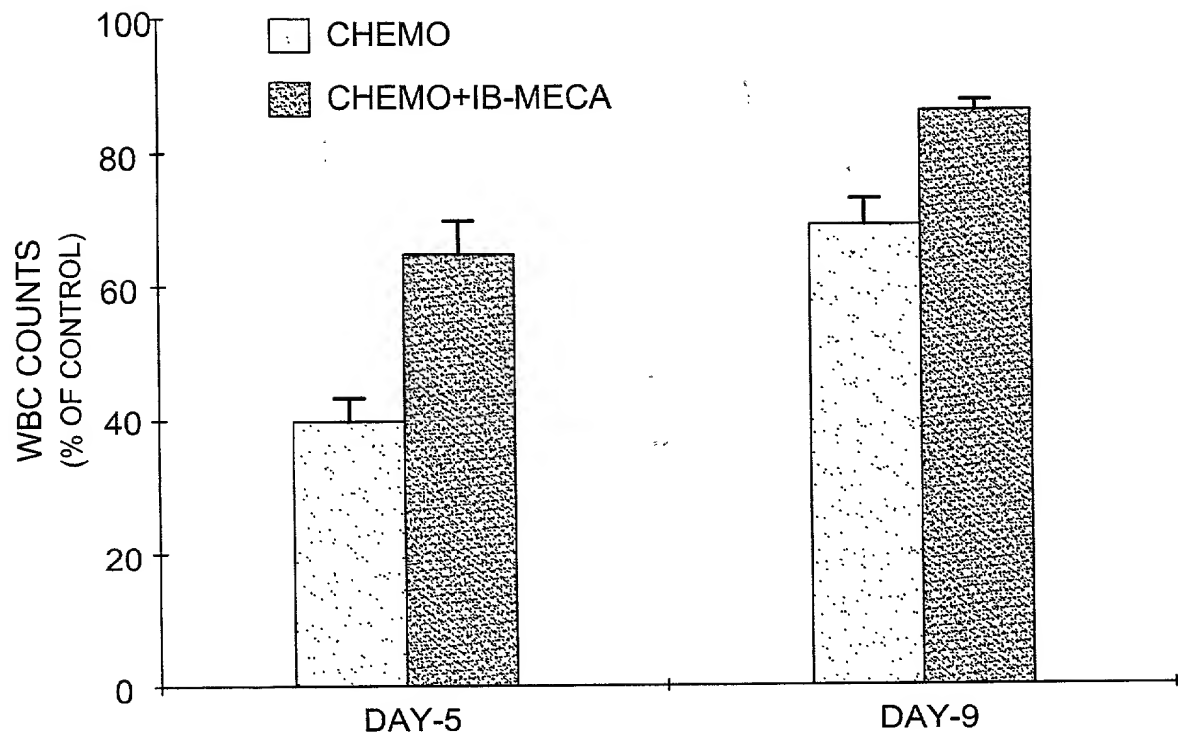 100
80
60
40
20
0
WBC COUNTS
(% OF CONTROL)
CHEMO
CHEMO+IB-MECA
DAY-5
DAY-9